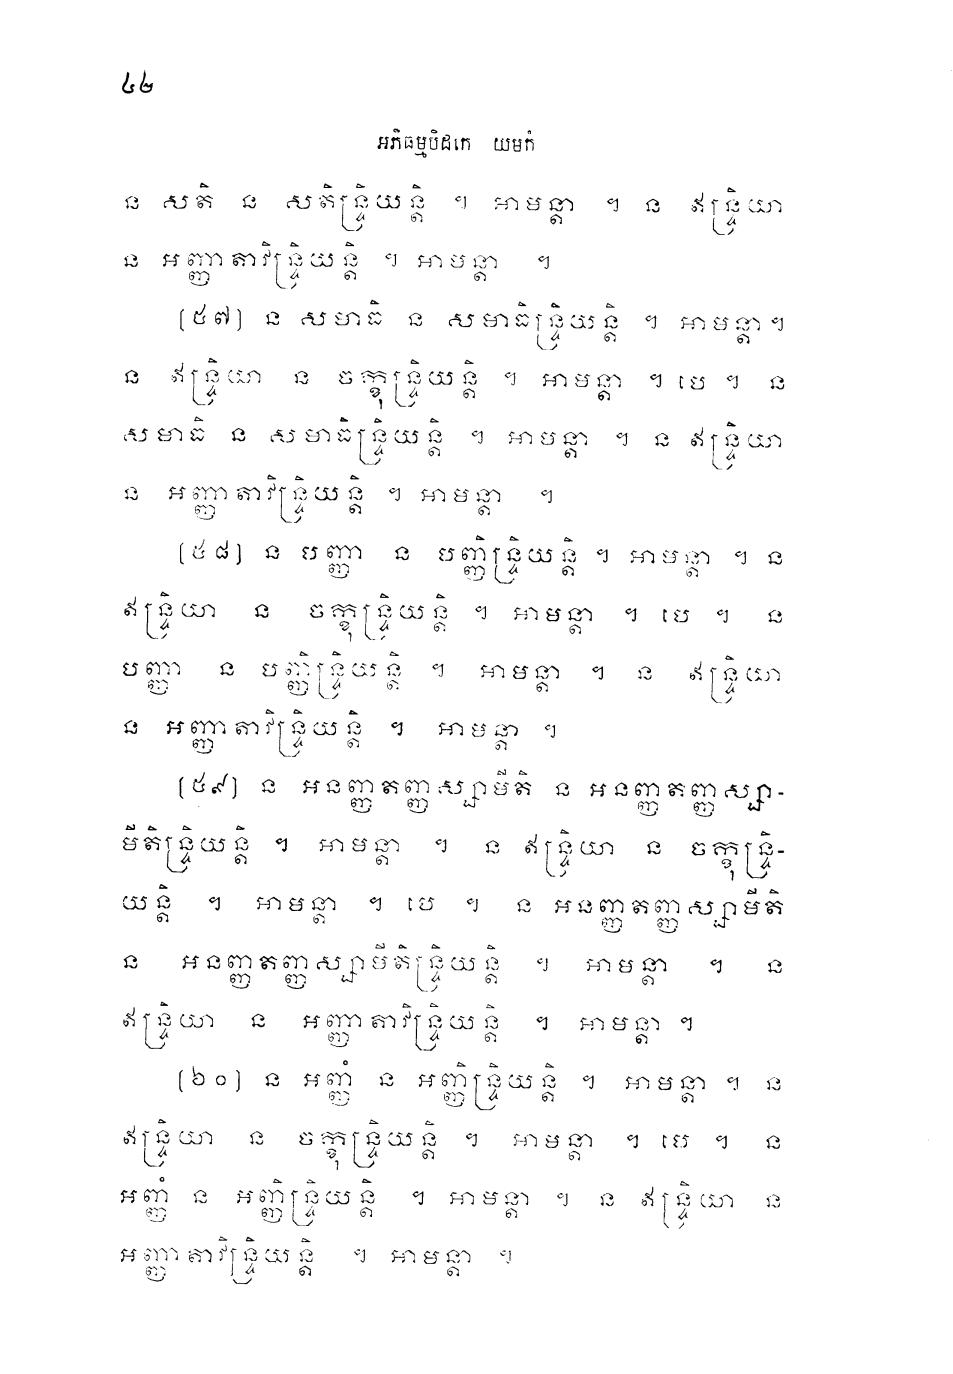 ៤២
អភិធម្មបិដកេ យមកំ
ន សតិ ន សតិន្ទ្រិយន្តិ ។ អាមន្តា ។ ន ឥន្ទ្រិយា
ន អញ្ញាតាវិន្ទ្រិយន្តិ ។ អាមន្តា ។
(៥៧) ន សមាធិ ន សមាធិន្ទ្រិយន្តិ ។ អាមន្តា។
ន ឥន្ទ្រិយា ន ចក្ខុន្ទ្រិយន្តិ ។ អាមន្តា ។ បេ ។ ន
សមាធិ ន សមាធិន្ទ្រិយន្តិ ។ អាមន្តា ។ ន ឥន្ទ្រិយា
ន អញ្ញាតាវិន្ទ្រិយន្តិ ។ អាមន្តា ។
(៥៨) ន បញ្ញា ន បញ្ញិន្ទ្រិយន្តិ ។ អាមន្តា ។ ន
ឥន្ទ្រិយា ន ចក្ខុន្ទ្រិយន្តិ ។ អាមន្តា ។ បេ ។ ន
បញ្ញា ន បញ្ញិន្ទ្រិយន្តិ ។ អាមន្តា ។ ន ឥន្ទ្រិយា
ន អញ្ញាតាវិន្ទ្រិយន្តិ ។ អាមន្តា ។
(៥៩) ន អនញ្ញតញ្ញស្សាមីតិ ន អនញ្ញតញ្ញស្សា-
មីតិន្ទ្រិយន្តិ ។ អាមន្តា ។ ន ឥន្ទ្រិយា ន ចក្ខុន្ទ្រិ-
យន្តិ ។ អាមន្តា ។ បេ ។ ន អនញ្ញតញ្ញស្សាមីតិ
ន អនញ្ញតញ្ញស្សាមីតិន្ទ្រិយន្តិ ។ អាមន្តា ។ ន
ឥន្ទ្រិយា ន អញ្ញាតាវិន្ទ្រិយន្តិ ។ អាមន្តា ។
(៦០) ន អញ្ញំ ន អញ្ញិន្ទ្រិយន្តិ ។ អាមន្តា ។ ន
ឥន្ទ្រិយា ន ចក្ខុន្ទ្រិយន្តិ ។ អាមន្តា ។ បេ ។ ន
អញ្ញំ ន អញ្ញិន្ទ្រិយន្តិ ។ អាមន្តា ។ ន ឥន្ទ្រិយា ន
អញ្ញាតាវិន្ទ្រិយន្តិ ។ អាមន្តា ។